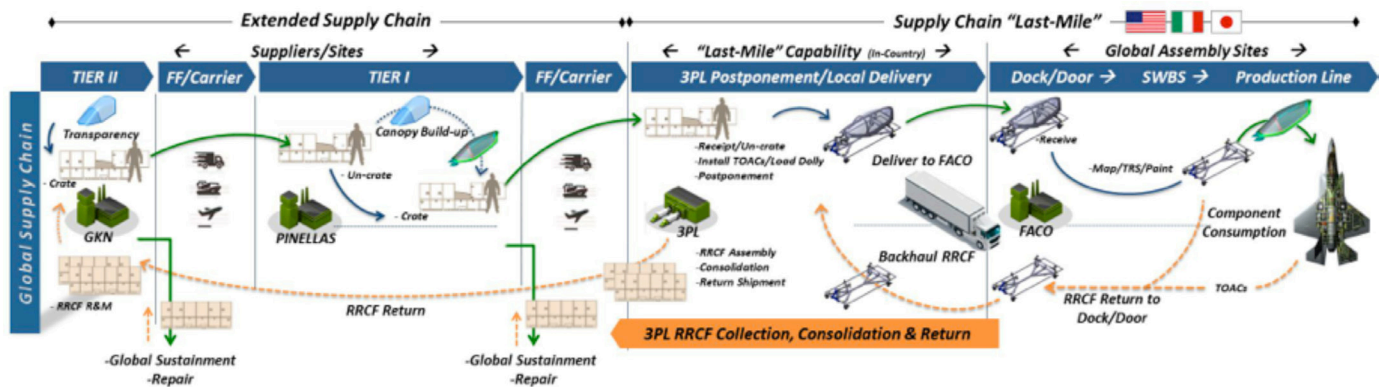 Extended Supply Chain
Supply Chain “Last-Mile”
Suppliers/Sites
“Last-Mile” Capability (In-Country)
Global Assembly Sites
TIER II
FF/Carrier
TIER I
FF/Carrier
3PL Postponement/Local Delivery
Dock/Door
SWBS
Production Line
Global Supply Chain
Transparency
- Crate
GKN
- RRCF R&M
-Global Sustainment
-Repair
Canopy Build-up
- Un-crate
- Crate
PINELLAS
RRCF Return
-Global Sustainment
-Repair
-Receipt/Un-crate
-Install TOACs/Load Dolly
-Postponement
3PL
-RRCF Assembly
-Consolidation
-Return Shipment
Deliver to FACO
Backhaul RRCF
3PL RRCF Collection, Consolidation & Return
-Receive
-Map/TRS/Paint
FACO
Component
Consumption
TOACs
RRCF Return to
Dock/Door